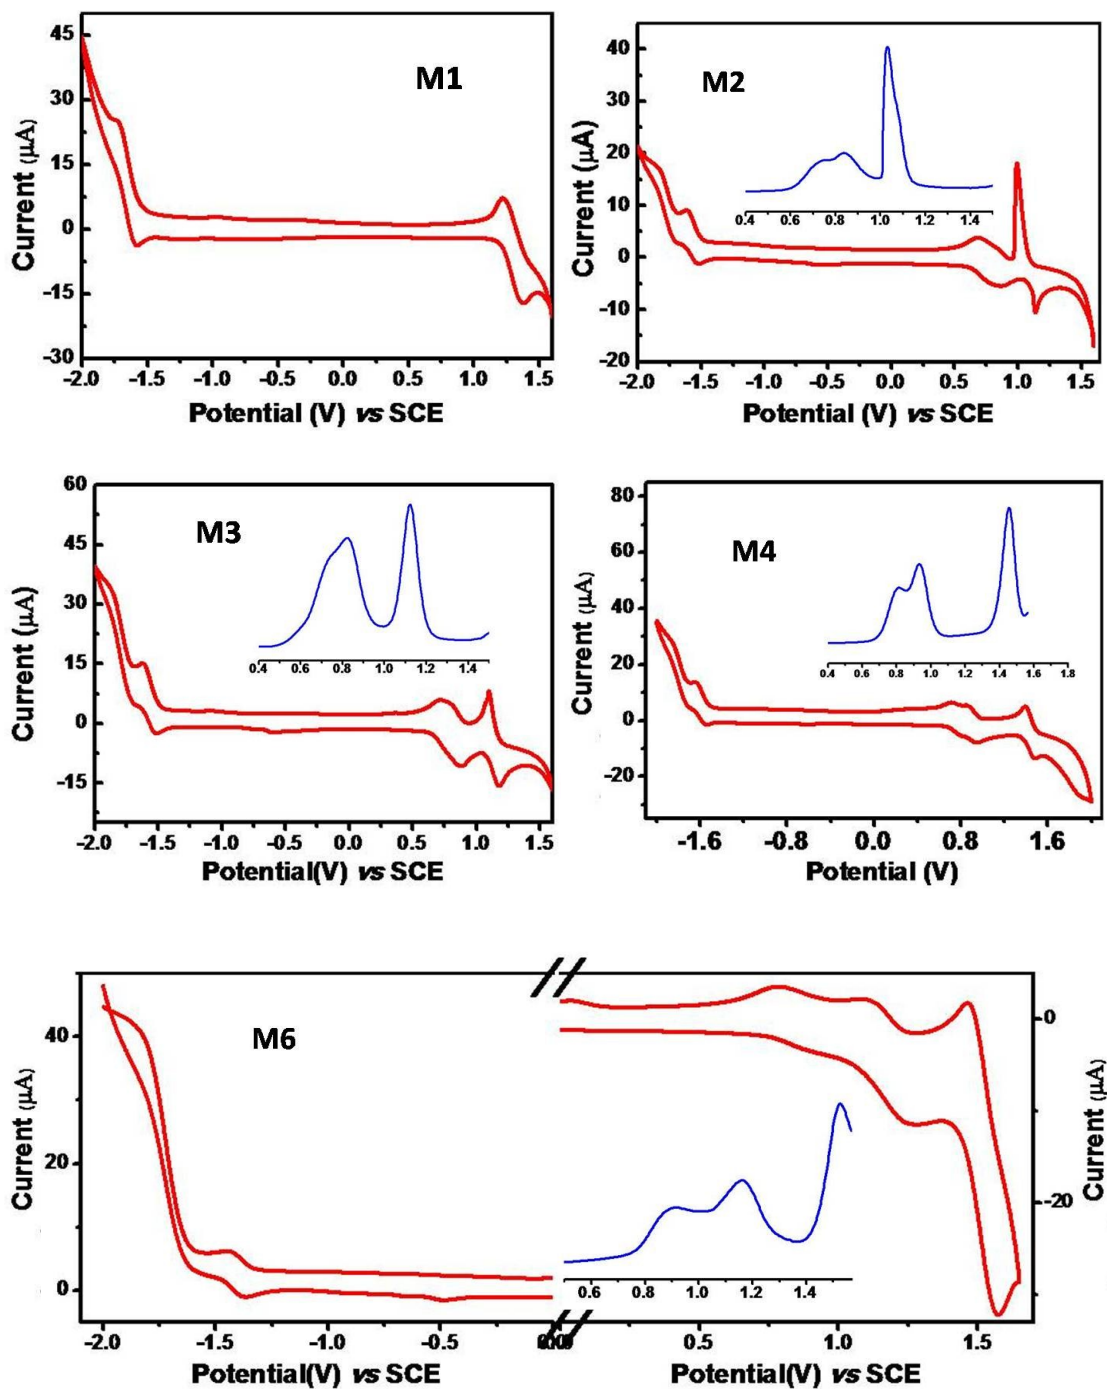 M1
Current (μA)
45
30
15
0
-15
-30
-2.0 -1.5 -1.0 -0.5 0.0 0.5 1.0 1.5
Potential (V) vs SCE
M2
Current (μA)
40
30
20
10
0
-10
-20
0.4 0.6 0.8 1.0 1.2 1.4
-2.0 -1.5 -1.0 -0.5 0.0 0.5 1.0 1.5
Potential (V) vs SCE
M3
Current (μA)
60
45
30
15
0
-15
0.4 0.6 0.8 1.0 1.2 1.4
-2.0 -1.5 -1.0 -0.5 0.0 0.5 1.0 1.5
Potential(V) vs SCE
M4
Current (μA)
80
60
40
20
0
-20
0.4 0.6 0.8 1.0 1.2 1.4 1.6 1.8
-1.6 -0.8 0.0 0.8 1.6
Potential (V)
M6
Current (μA)
40
20
0
-2.0 -1.5 -1.0 -0.5
Potential(V) vs SCE
0
-20
Current (μA)
0.6 0.8 1.0 1.2 1.4
0.5 1.0 1.5
Potential(V) vs SCE